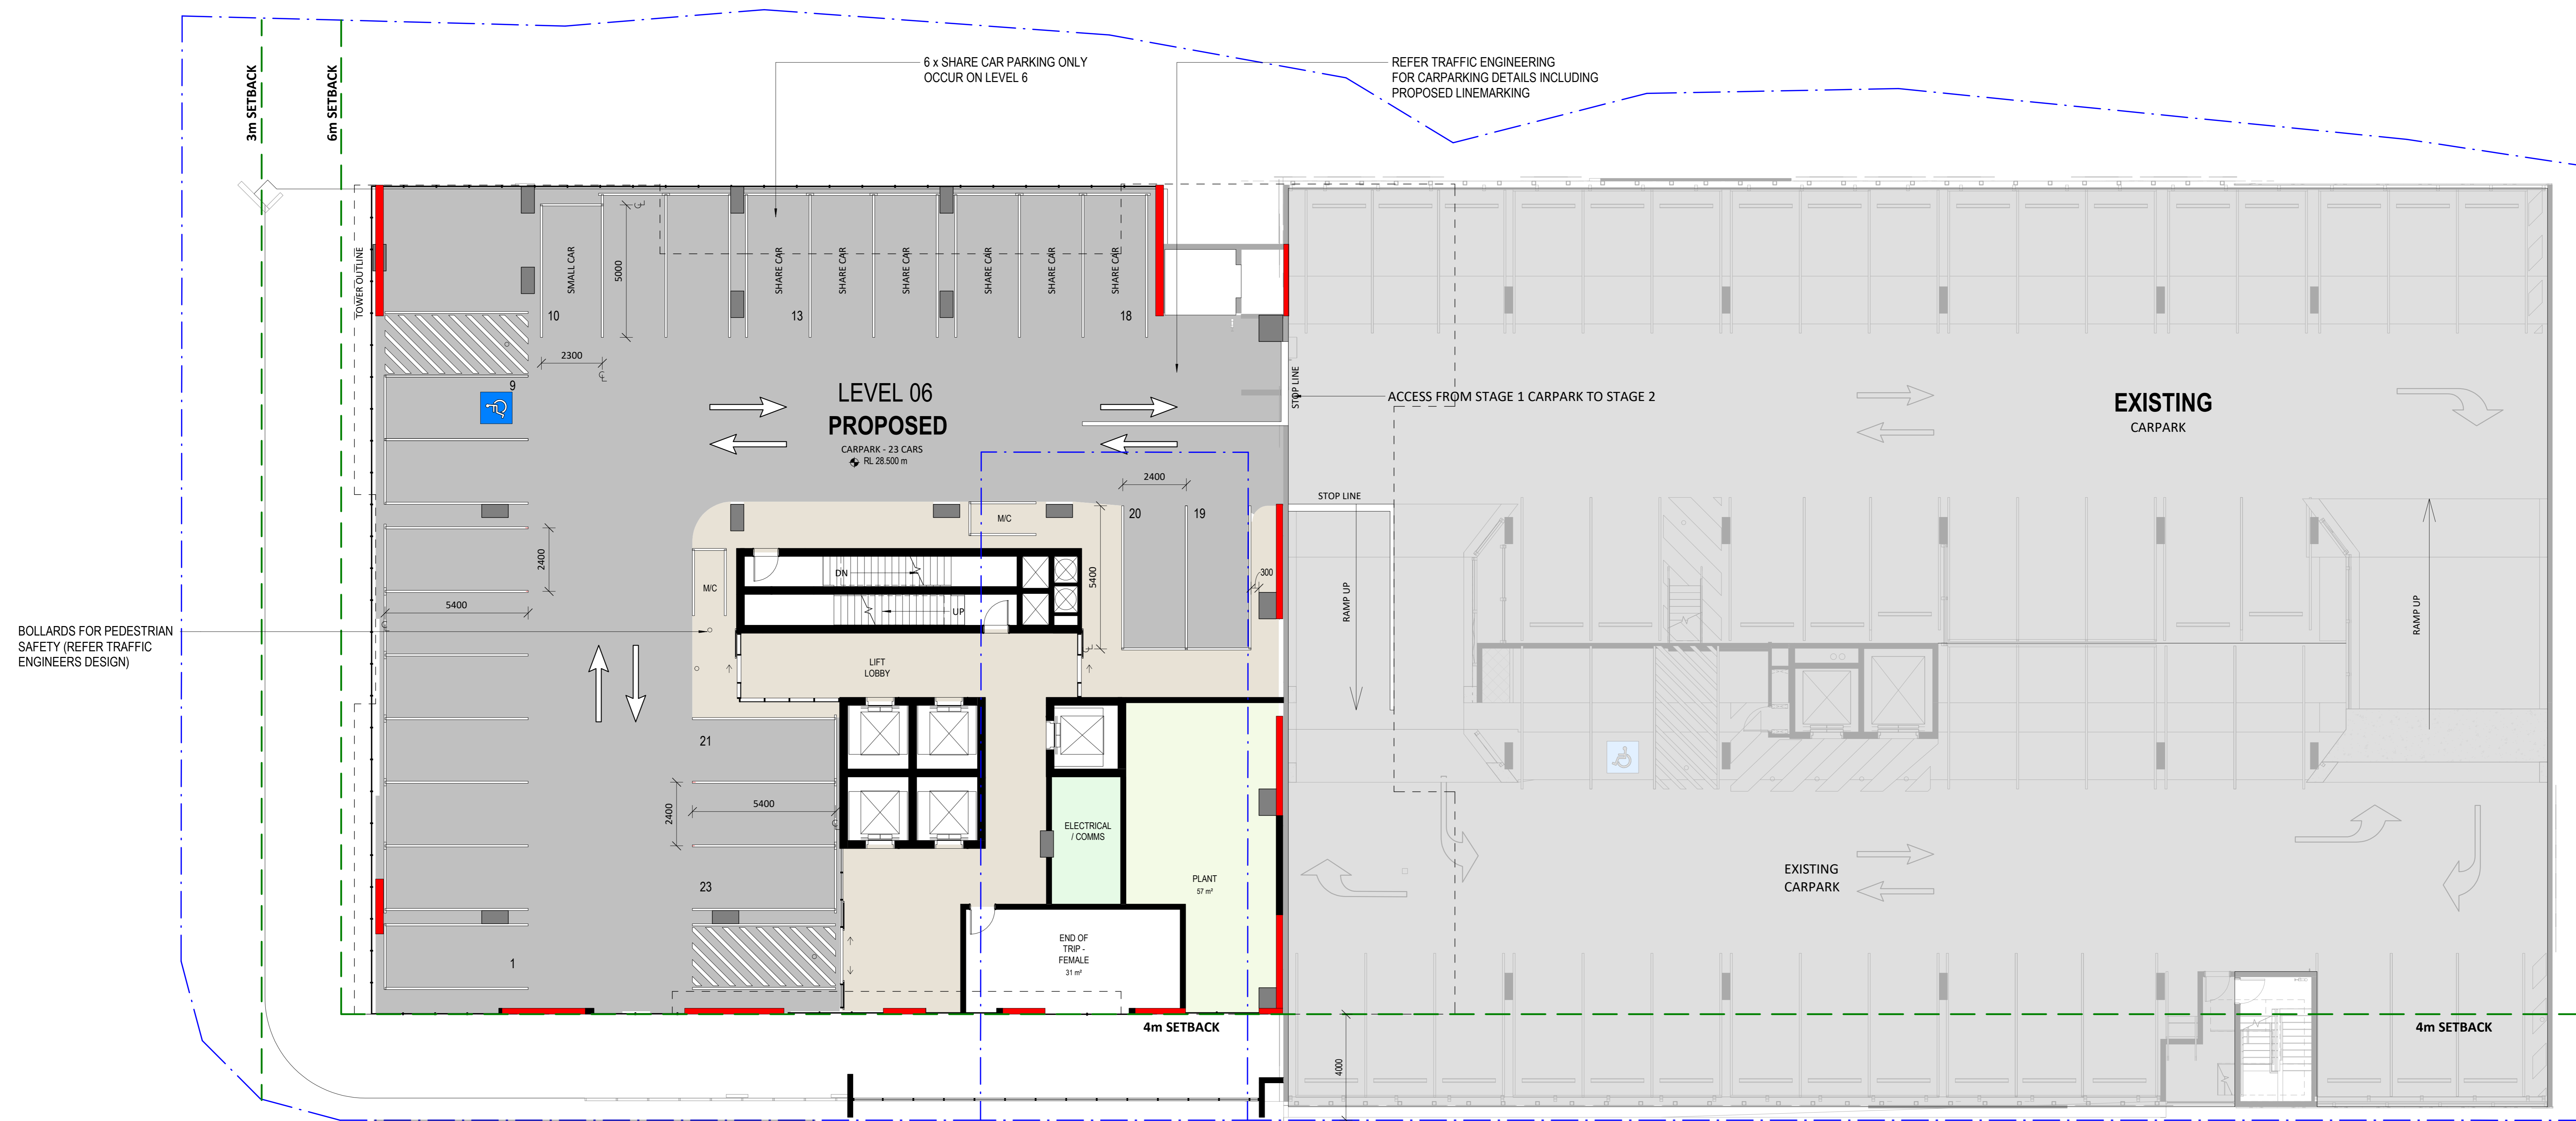 6 x SHARE CAR PARKING ONLY
OCCUR ON LEVEL 6
REFER TRAFFIC ENGINEERING
FOR CARPARKING DETAILS INCLUDING
PROPOSED LINEMARKING
3m SETBACK
6m SETBACK
TOWER OUTLINE
SMALL CAR
5000
SHARE CAR
SHARE CAR
SHARE CAR
SHARE CAR
SHARE CAR
SHARE CAR
10
13
18
2300
9
LEVEL 06
PROPOSED
CARPARK - 23 CARS
RL 28.500 m
STOP LINE
ACCESS FROM STAGE 1 CARPARK TO STAGE 2
EXISTING
CARPARK
2400
20
19
STOP LINE
M/C
2400
5400
M/C
DN
UP
5400
300
RAMP UP
RAMP UP
BOLLARDS FOR PEDESTRIAN
SAFETY (REFER TRAFFIC
ENGINEERS DESIGN)
LIFT
LOBBY
21
2400
5400
ELECTRICAL
/ COMMS
PLANT
57 m²
EXISTING
CARPARK
23
END OF
TRIP -
FEMALE
31 m²
1
4m SETBACK
4m SETBACK
4000